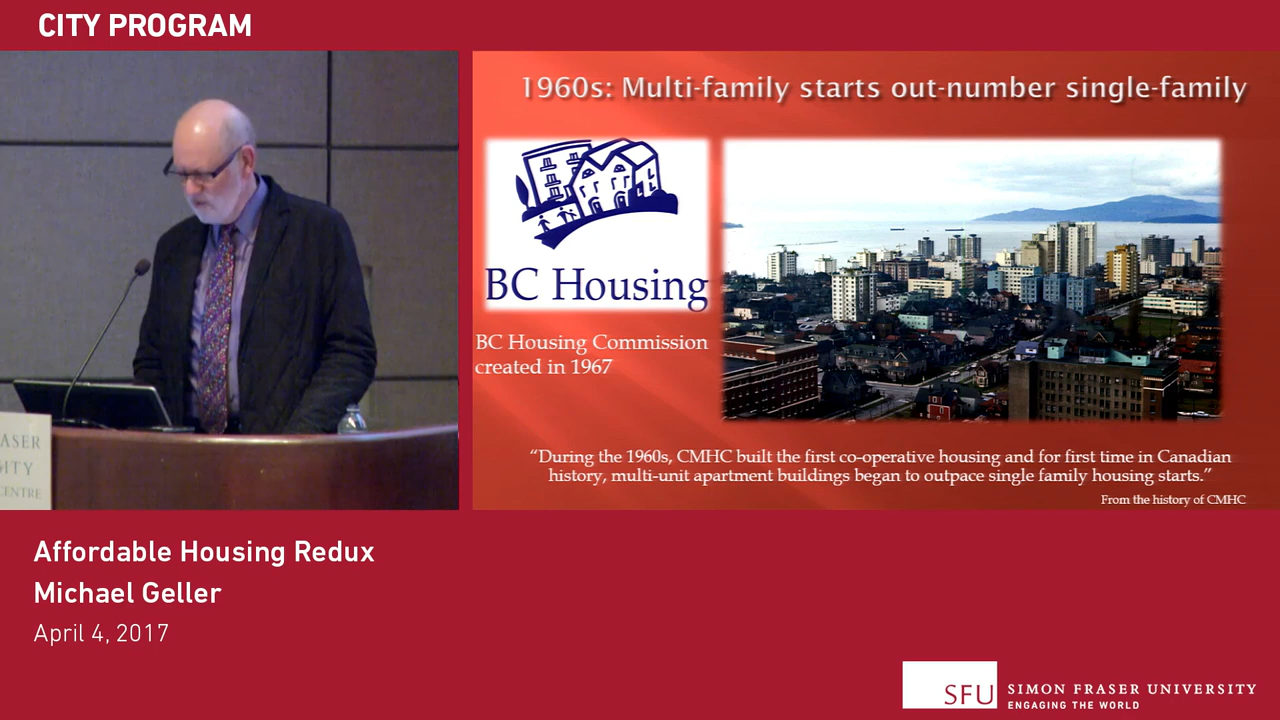 CITY PROGRAM
1960s: Multi-family starts out-number single-family
BC Housing
BC Housing Commission
created in 1967
“During the 1960s, CMHC built the first co-operative housing and for first time in Canadian
history, multi-unit apartment buildings began to outpace single family housing starts.”
From the history of CMHC
ASER
ITY
CENTRE
Affordable Housing Redux
Michael Geller
April 4, 2017
SFU
SIMON FRASER UNIVERSITY
ENGAGING THE WORLD